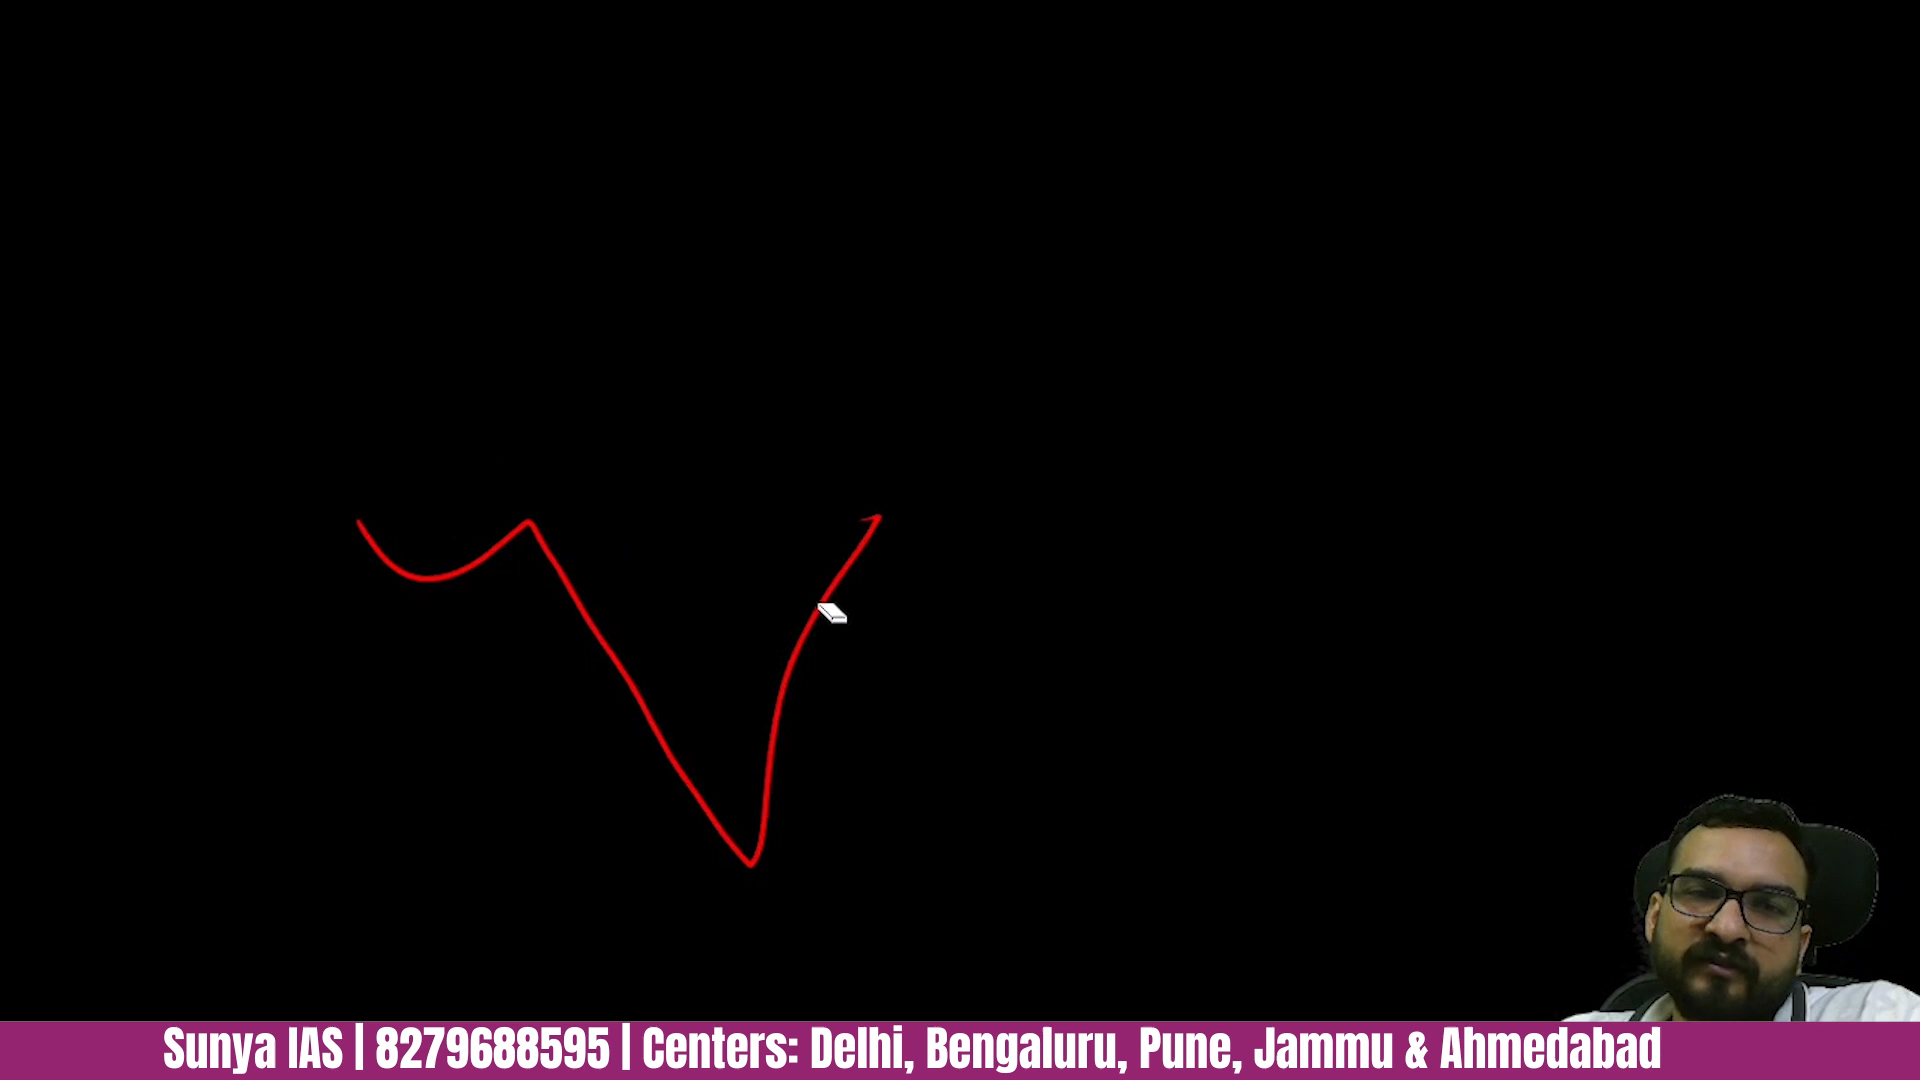 Sunya IAS | 8279688595 | Centers: Delhi, Bengaluru, Pune, Jammu & Ahmedabad